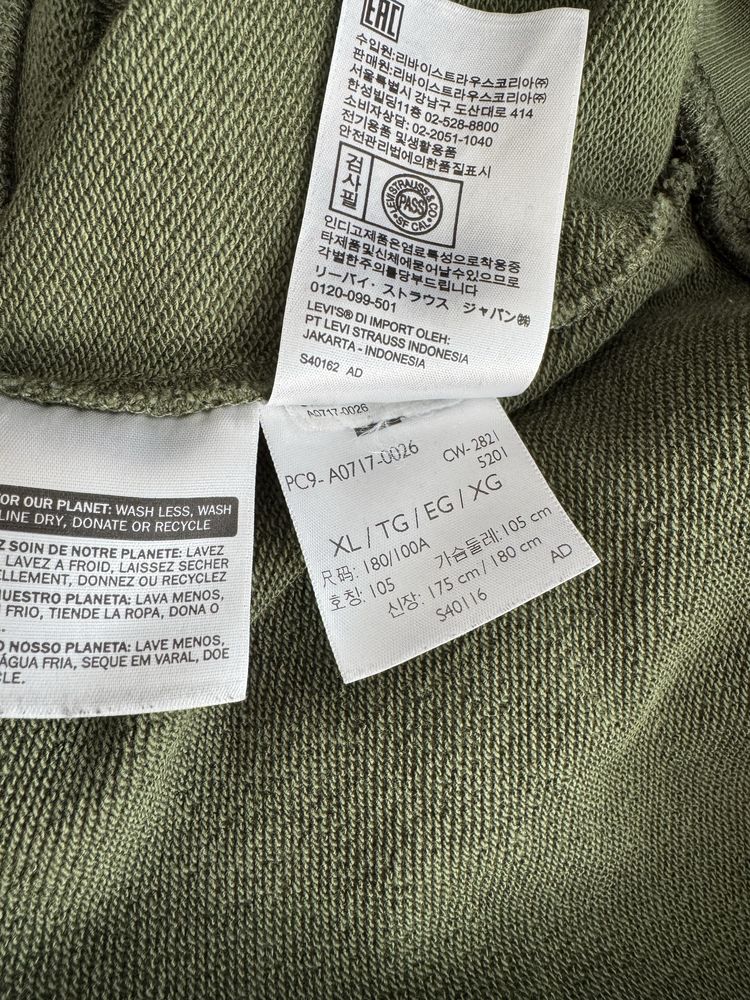 EAC
수입원:리바이스트라우스코리아㈜
판매원:리바이스트라우스코리아㈜
서울특별시 강남구 도산대로 414
한성빌딩11층 02-528-8800
소비자상담: 02-2051-1040
전기용품 및생활용품
안전관리법에의한품질표시
검사필
LEVI STRAUSS & CO
PASS
SF CAL
인디고제품은염료특성으로착용중
타제품및신체에묻어날수있으므로
각별한주의를당부드립니다
リーバイ・ストラウス ジャパン㈱
0120-099-501
LEVI'S® DI IMPORT OLEH:
PT LEVI STRAUSS INDONESIA
JAKARTA - INDONESIA
S40162 AD
A0717-0026
PC9- A0717-0026 CW-2821
5201
XL / TG / EG / XG
尺码: 180/100A 가슴둘레: 105 cm
호칭: 105 신장: 175 cm / 180 cm
S40116 AD
FOR OUR PLANET: WASH LESS, WASH
LINE DRY, DONATE OR RECYCLE
Z SOIN DE NOTRE PLANETE: LAVEZ
, LAVEZ A FROID, LAISSEZ SECHER
ELLEMENT, DONNEZ OU RECYCLEZ
NUESTRO PLANETA: LAVA MENOS,
FRIO, TIENDE LA ROPA, DONA O
O NOSSO PLANETA: LAVE MENOS,
ÁGUA FRIA, SEQUE EM VARAL, DOE
CLE.